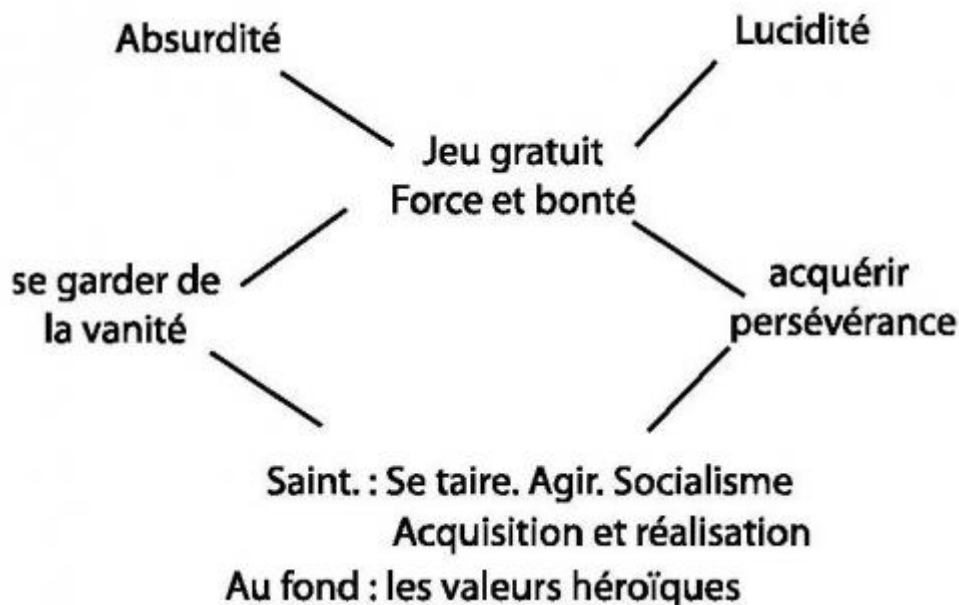 Absurdité
Lucidité
Jeu gratuit
Force et bonté
se garder de
la vanité
acquérir
persévérance
Saint. : Se taire. Agir. Socialisme
Acquisition et réalisation
Au fond : les valeurs héroïques